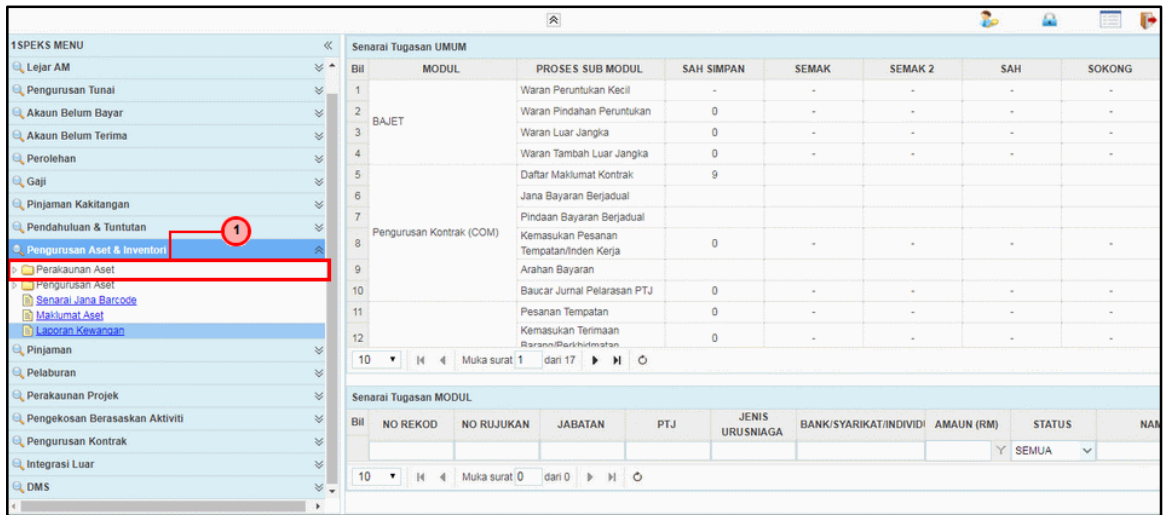 1SPEKS MENU
Lejar AM
Pengurusan Tunai
Akaun Belum Bayar
Akaun Belum Terima
Perolehan
Gaji
Pinjaman Kakitangan
Pendahuluan & Tuntutan
1
Pengurusan Aset & Inventori
Perakaunan Aset
Pengurusan Aset
Senarai Jana Barcode
Maklumat Aset
Laporan Kewangan
Pinjaman
Pelaburan
Perakaunan Projek
Pengekosan Berasaskan Aktiviti
Pengurusan Kontrak
Integrasi Luar
DMS
Senarai Tugasan UMUM
Bil MODUL PROSES SUB MODUL SAH SIMPAN SEMAK SEMAK 2 SAH SOKONG
1 Waran Peruntukan Kecil - - - - -
2 Waran Pindahan Peruntukan 0 - - - -
BAJET
3 Waran Luar Jangka 0 - - - -
4 Waran Tambah Luar Jangka 0 - - - -
5 Daftar Maklumat Kontrak 9
6 Jana Bayaran Berjadual
7 Pindaan Bayaran Berjadual
Pengurusan Kontrak (COM)
8 Kemasukan Pesanan
Tempatan/Inden Kerja 0 - - - -
9 Arahan Bayaran
10 Baucar Jurnal Pelarasan PTJ 0 - - - -
11 Pesanan Tempatan 0 - - - -
12 Kemasukan Terimaan
Barang/Perkhidmatan 0 - - - -
10 Muka surat 1 dari 17
Senarai Tugasan MODUL
Bil NO REKOD NO RUJUKAN JABATAN PTJ JENIS
URUSNIAGA BANK/SYARIKAT/INDIVIDU AMAUN (RM) STATUS NAM
SEMUA
10 Muka surat 0 dari 0